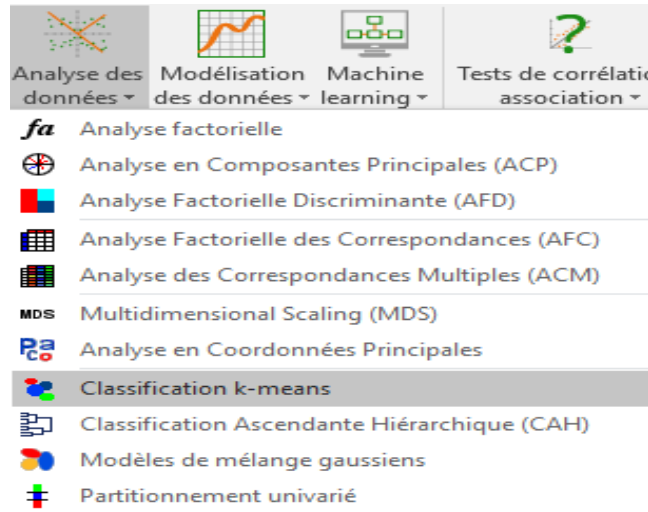 Analyse des données
Modélisation des données
Machine learning
Tests de corrélatio
association
fa Analyse factorielle
Analyse en Composantes Principales (ACP)
Analyse Factorielle Discriminante (AFD)
Analyse Factorielle des Correspondances (AFC)
Analyse des Correspondances Multiples (ACM)
MDS Multidimensional Scaling (MDS)
Paco Analyse en Coordonnées Principales
Classification k-means
Classification Ascendante Hiérarchique (CAH)
Modèles de mélange gaussiens
Partitionnement univarié